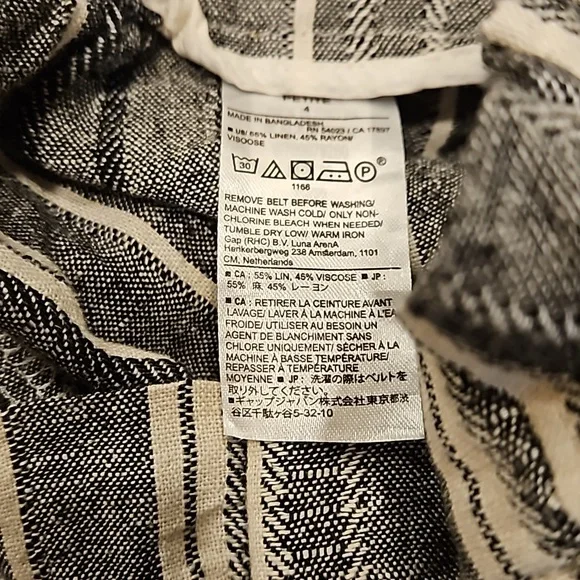 4
MADE IN BANGLADESH RN 54023 / CA 17897
■ US/ 55% LINEN, 45% RAYON/
VISCOSE
30 P
1166
REMOVE BELT BEFORE WASHING/
MACHINE WASH COLD/ ONLY NON-
CHLORINE BLEACH WHEN NEEDED/
TUMBLE DRY LOW/ WARM IRON
Gap (RHC) B.V. Luna ArenA
Herikerbergweg 238 Amsterdam, 1101
CM, Netherlands
■ CA : 55% LIN, 45% VISCOSE ■ JP :
55% 麻, 45% レーヨン
■ CA : RETIRER LA CEINTURE AVANT
LAVAGE/ LAVER À LA MACHINE À L'EA
FROIDE/ UTILISER AU BESOIN UN
AGENT DE BLANCHIMENT SANS
CHLORE UNIQUEMENT/ SÉCHER À LA
MACHINE À BASSE TEMPÉRATURE/
REPASSER À TEMPÉRATURE
MOYENNE ■ JP : 洗濯の際はベルトを
取り外してください。
■ ギャップジャパン株式会社東京都渋
谷区千駄ヶ谷5-32-10